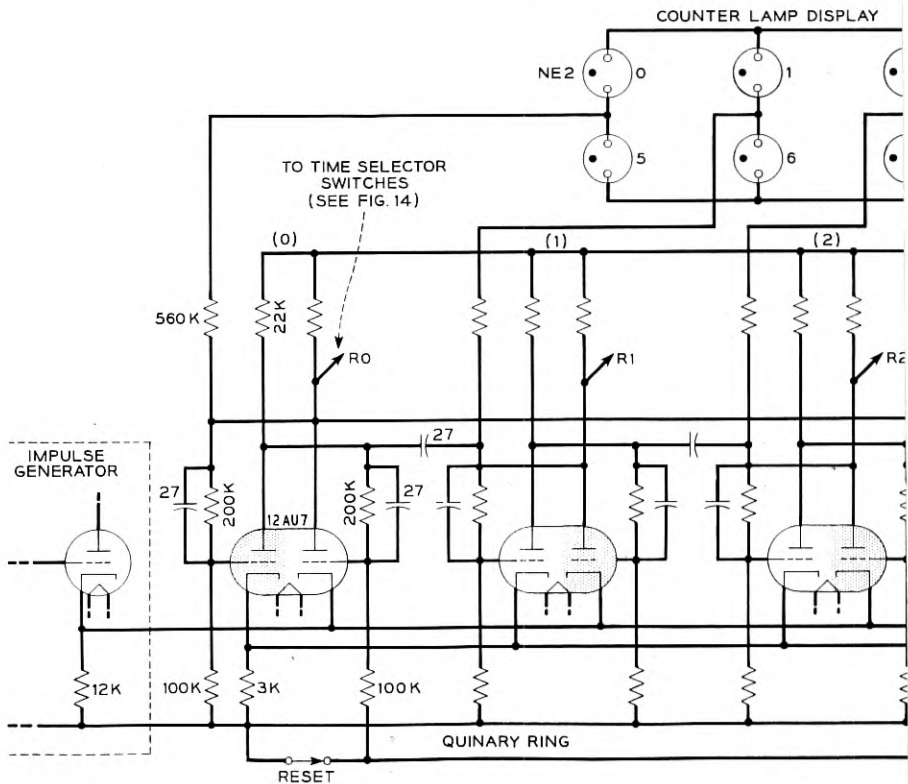 COUNTER LAMP DISPLAY
NE2
0
1
5
6
TO TIME SELECTOR
SWITCHES
(SEE FIG. 14)
(0)
(1)
(2)
560K
22K
R0
R1
R2
27
IMPULSE
GENERATOR
27
200K
12AU7
200K
27
12K
100K
3K
100K
QUINARY RING
RESET